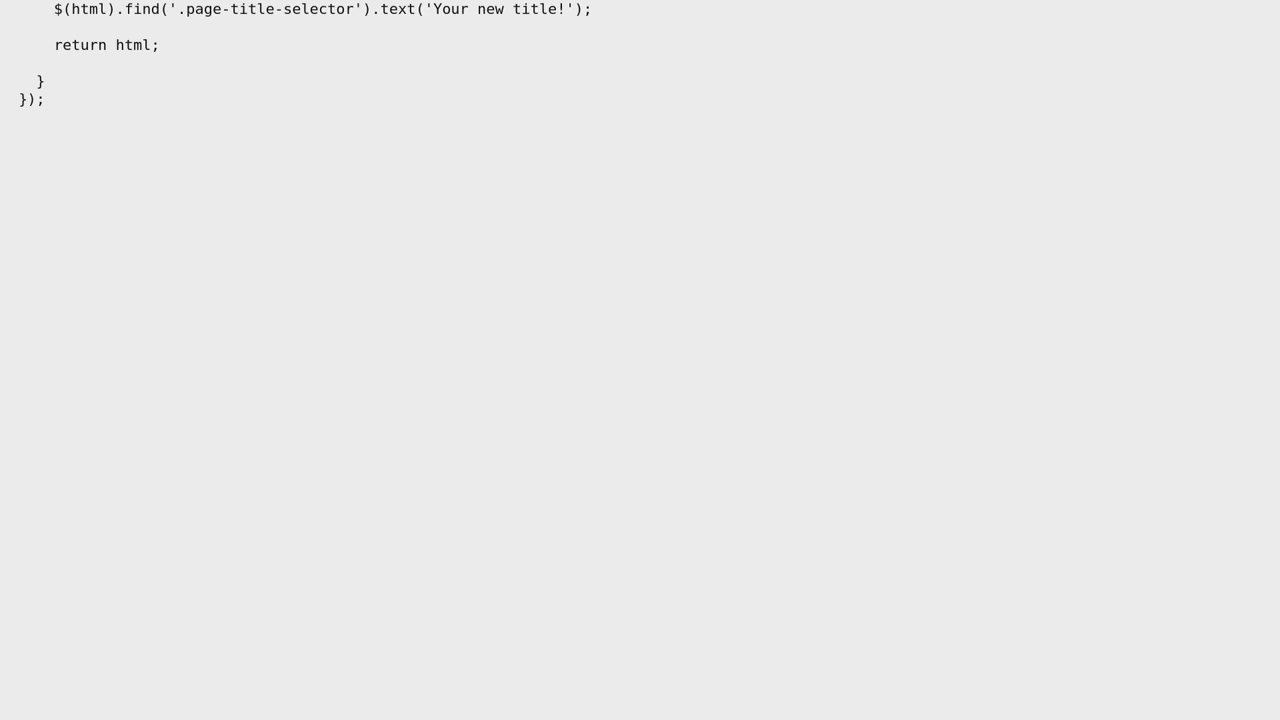 $(html).find('.page-title-selector').text('Your new title!');
return html;
}
});